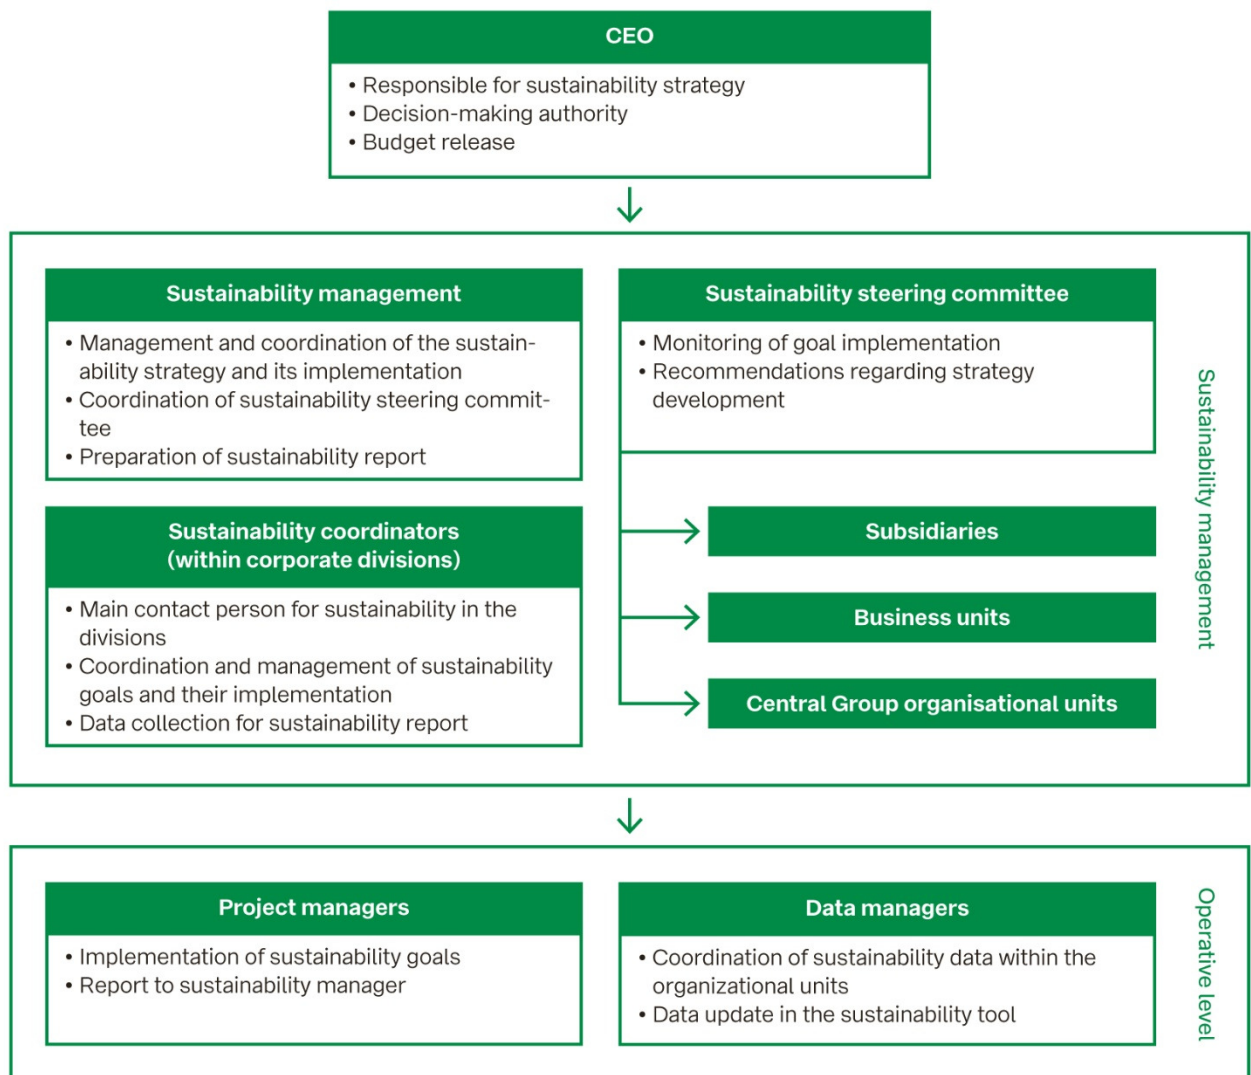 CEO
• Responsible for sustainability strategy
• Decision-making authority
• Budget release
Sustainability management
• Management and coordination of the sustain-
ability strategy and its implementation
• Coordination of sustainability steering commit-
tee
• Preparation of sustainability report
Sustainability steering committee
• Monitoring of goal implementation
• Recommendations regarding strategy
development
Sustainability coordinators
(within corporate divisions)
• Main contact person for sustainability in the
divisions
• Coordination and management of sustainability
goals and their implementation
• Data collection for sustainability report
Subsidiaries
Business units
Central Group organisational units
Sustainability management
Project managers
• Implementation of sustainability goals
• Report to sustainability manager
Data managers
• Coordination of sustainability data within the
organizational units
• Data update in the sustainability tool
Operative level